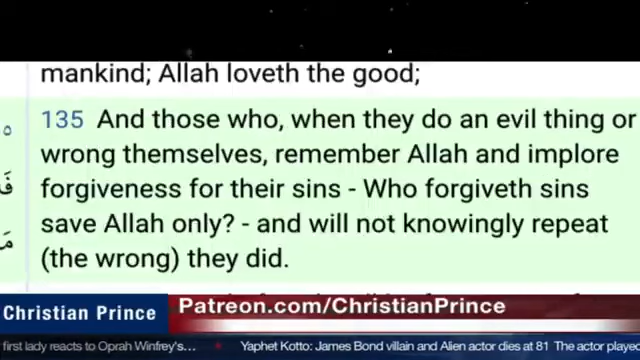 mankind; Allah loveth the good;
135 And those who, when they do an evil thing or
wrong themselves, remember Allah and implore
forgiveness for their sins - Who forgiveth sins
save Allah only? - and will not knowingly repeat
(the wrong) they did.
Christian Prince
Patreon.com/ChristianPrince
first lady reacts to Oprah Winfrey's... Yaphet Kotto: James Bond villain and Alien actor dies at 81 The actor played